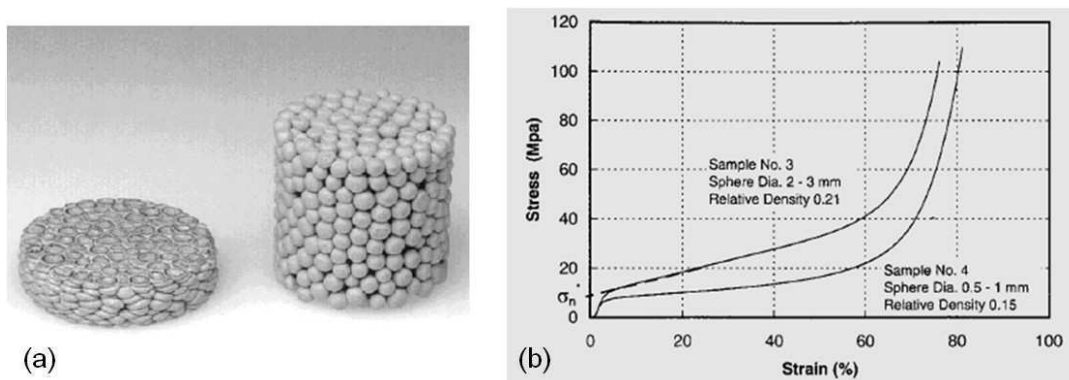 (a)
(b)
Stress (Mpa)
120
100
80
60
40
20
σn*
0
Sample No. 3
Sphere Dia. 2 - 3 mm
Relative Density 0.21
Sample No. 4
Sphere Dia. 0.5 - 1 mm
Relative Density 0.15
0 20 40 60 80 100
Strain (%)